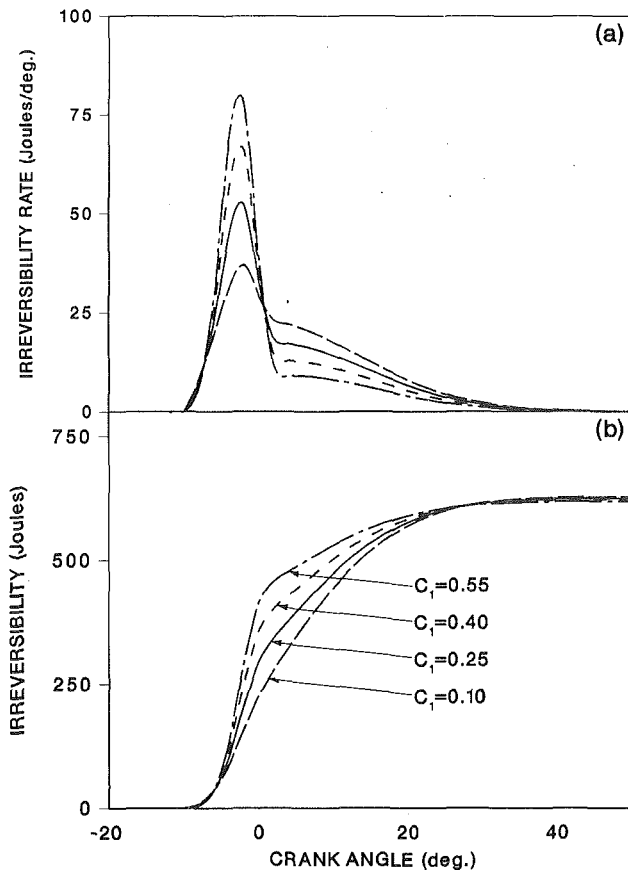 100
(a)
75
50
25
0
IRREVERSIBILITY RATE (Joules/deg.)
750
(b)
500
250
0
IRREVERSIBILITY (Joules)
C₁=0.55
C₁=0.40
C₁=0.25
C₁=0.10
-20
0
20
40
CRANK ANGLE (deg.)